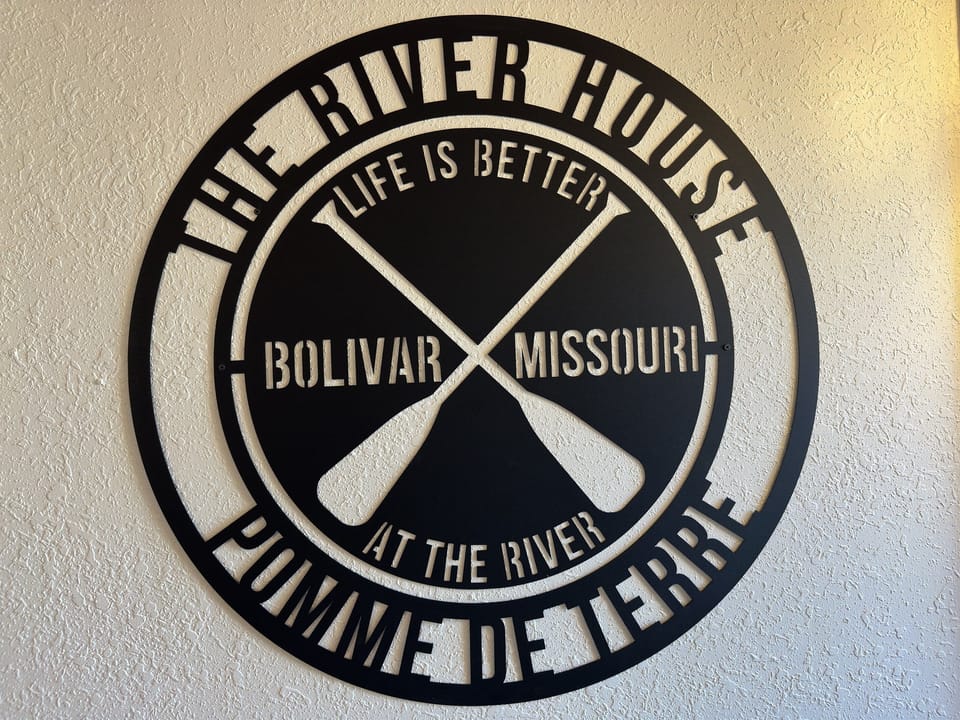 THE RIVER HOUSE
LIFE IS BETTER
BOLIVAR MISSOURI
AT THE RIVER
POMME DE TERRE